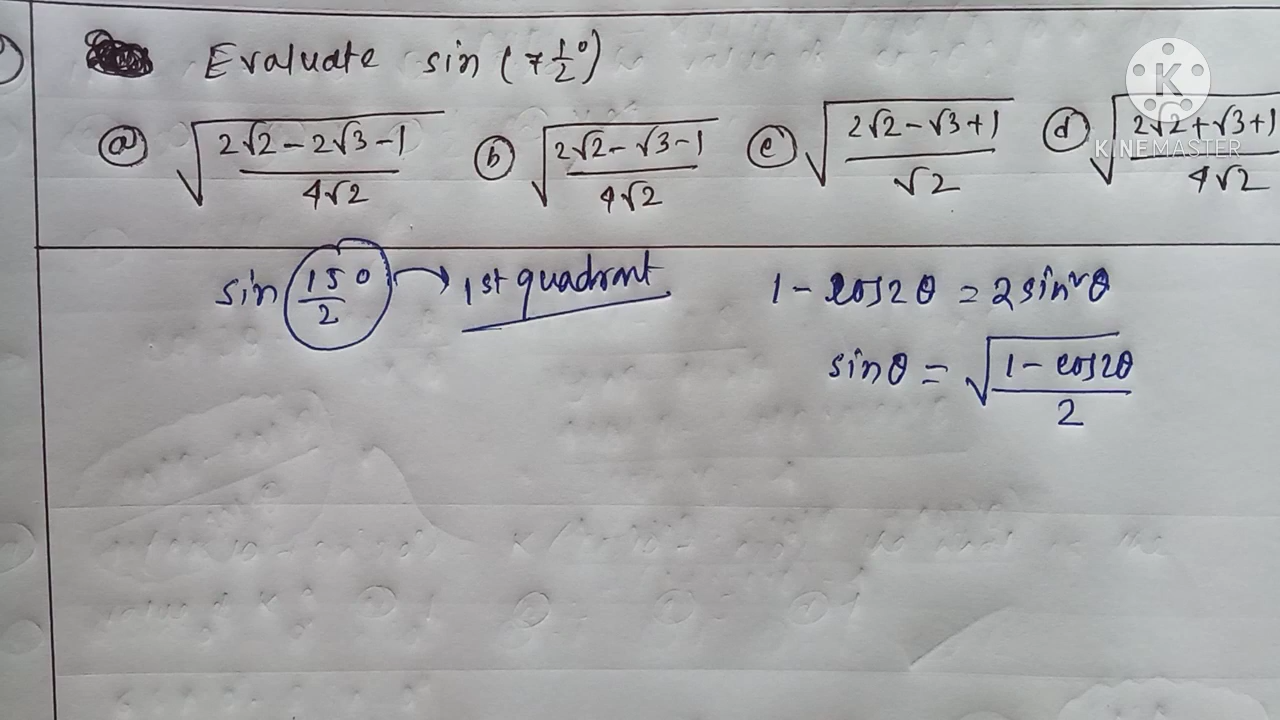 Evaluate sin (7 1/2°)
ⓐ √((2√2 - 2√3 - 1)/(4√2)) ⓑ √((2√2 - √3 - 1)/(4√2)) ⓒ √((2√2 - √3 + 1)/(√2)) ⓓ √((2√2 + √3 + 1)/(4√2))
K
KINEMASTER
sin (15°/2) → 1st quadrant
1 - cos2θ = 2sin²θ
sinθ = √((1 - cos2θ)/2)